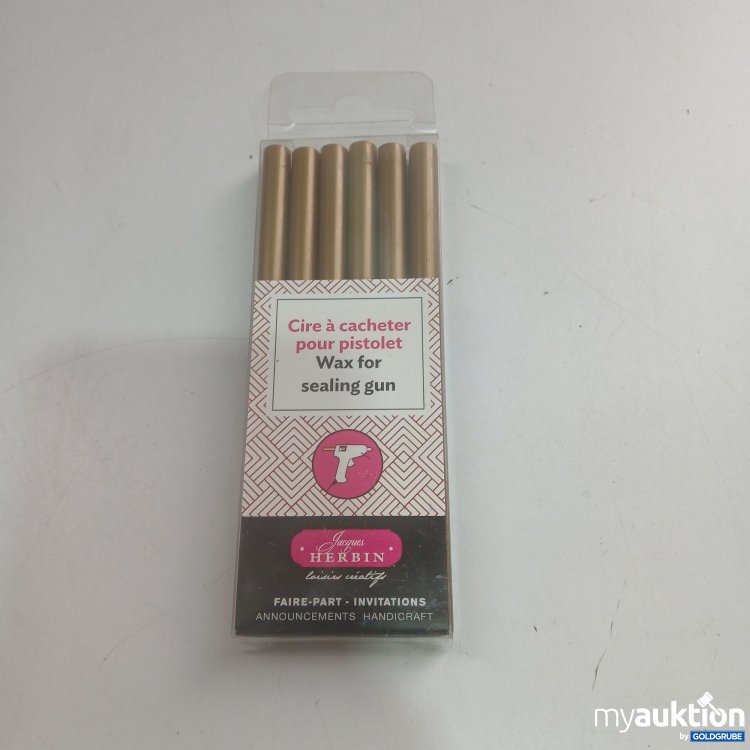 Cire à cacheter
pour pistolet
Wax for
sealing gun
Jacques
HERBIN
loisirs créatifs
FAIRE-PART - INVITATIONS
ANNOUNCEMENTS HANDICRAFT
myauktion
by GOLDGRUBE